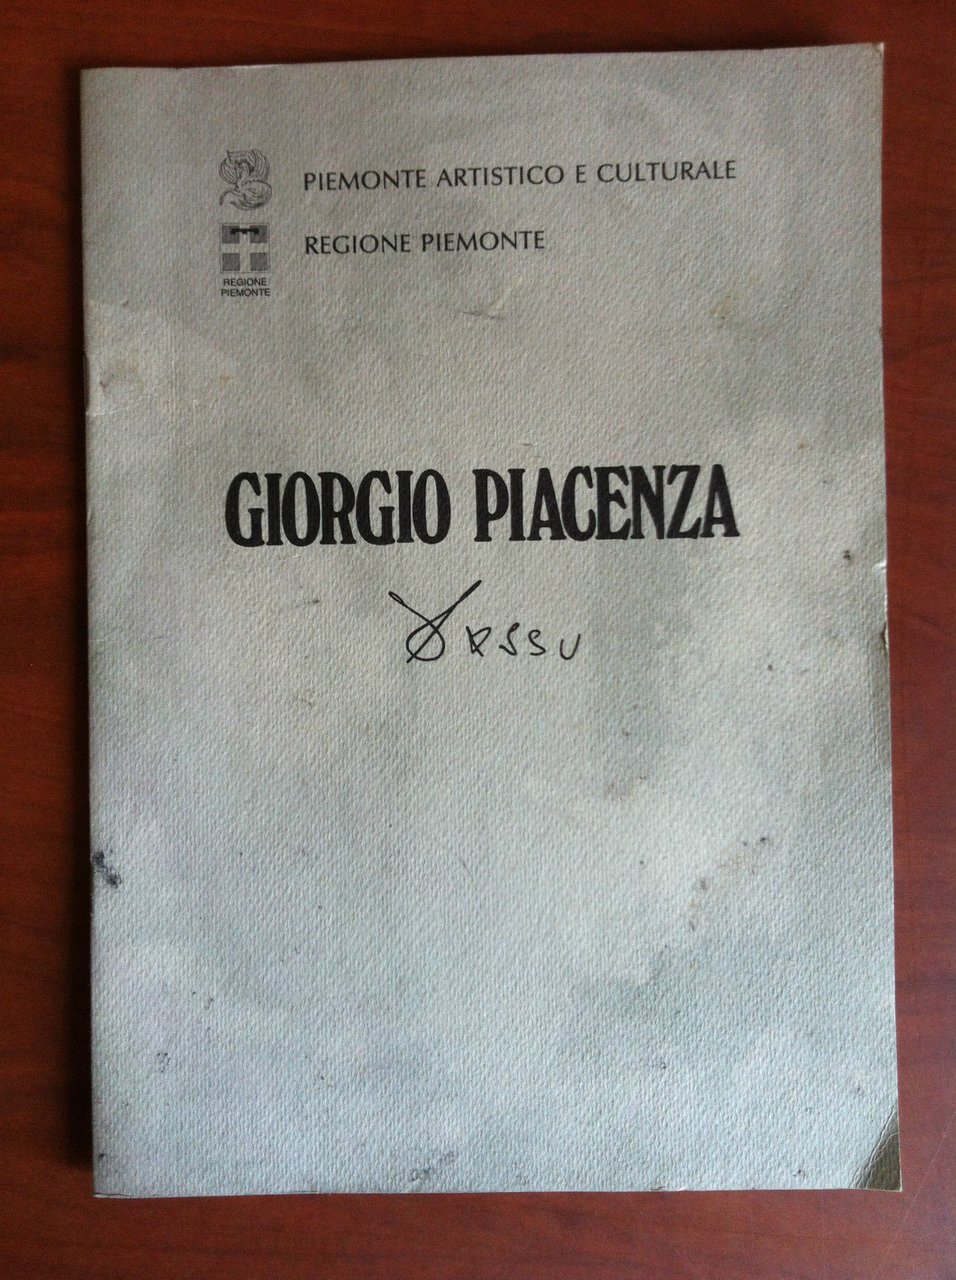 PIEMONTE ARTISTICO E CULTURALE
REGIONE PIEMONTE
REGIONE
PIEMONTE
GIORGIO PIACENZA